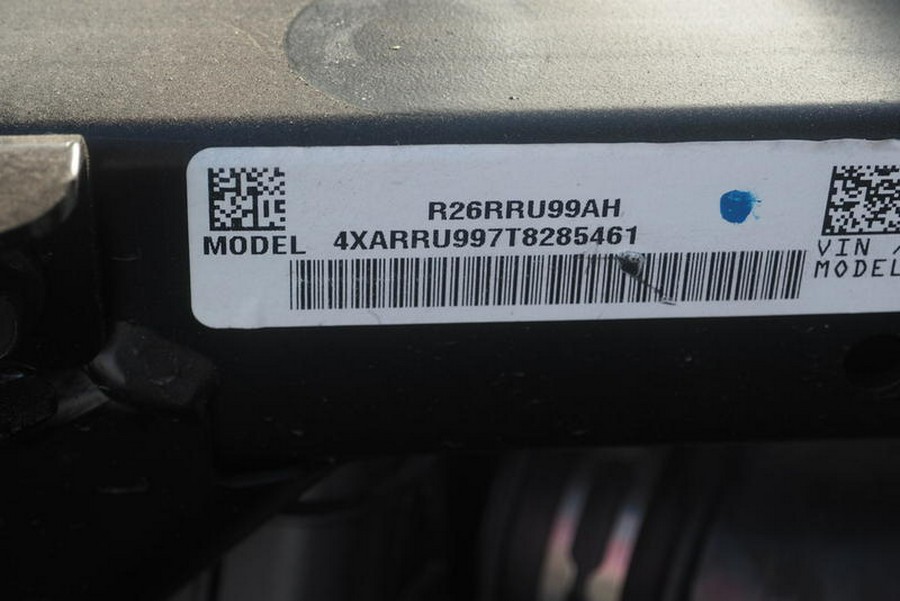 R26RRU99AH
MODEL 4XARRU997T8285461
VIN /
MODEL